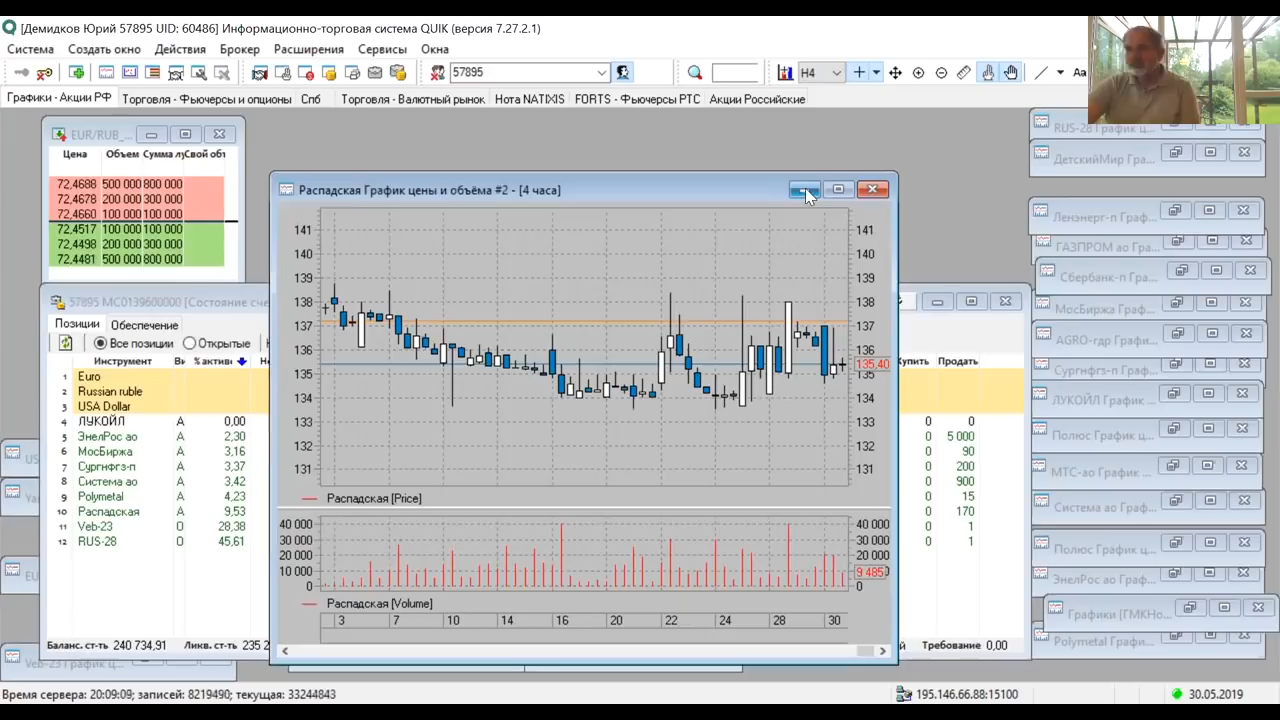 [Демидков Юрий 57895 UID: 60486] Информационно-торговая система QUIK (версия 7.27.2.1)
Система Создать окно Действия Брокер Расширения Сервисы Окна
57895 H4 Aa
Графики - Акции РФ Торговля - Фьючерсы и опционы Спб Торговля - Валютный рынок Нота NATIXIS FORTS - Фьючерсы РТС Акции Российские
EUR/RUB_...
Цена Объем Сумма лу Свой объ
72,4688 500 000 800 000
72,4678 200 000 300 000
72,4660 100 000 100 000
72,4517 100 000 100 000
72,4498 200 000 300 000
72,4481 500 000 800 000
57895 MC0139600000 [Состояние сче
Позиции Обеспечение
Все позиции Открытые
Инструмент Ви % активо Не
1 Euro
2 Russian ruble
3 USA Dollar
4 ЛУКОЙЛ A 0,00
5 ЭнелРос ао A 2,30
6 МосБиржа A 3,16
7 Сургнфгз-п A 3,37
8 Система ао A 3,42
9 Polymetal A 4,23
10 Распадская A 9,53
11 Veb-23 О 28,38
12 RUS-28 О 45,61
Баланс. ст-ть 240 734,91 Ликв. ст-ть 235 2
Распадская График цены и объёма #2 - [4 часа]
141 141
140 140
139 139
138 138
137 137
136 136
135,40
135 135
134 134
133 133
132 132
131 131
Распадская [Price]
40 000 40 000
30 000 30 000
20 000 20 000
10 000 9 485
0 0
Распадская [Volume]
3 7 10 14 16 20 22 24 28 30
Купить Продать
0 0
0 5 000
0 90
0 200
0 900
0 15
0 170
0 1
0 1
й Требование 0,00
RUS-28 График ц...
ДетскийМир Гра...
Ленэнерг-п Граф...
ГАЗПРОМ ао Граф...
Сбербанк-п Гра...
МосБиржа Графи...
AGRO-гдр График...
Сургнфгз-п Граф...
ЛУКОЙЛ График ...
Полюс График ц...
МТС-ао График ...
Система ао Граф...
Полюс График ц...
ЭнелРос ао Граф...
Графики [ГМКНо...
Polymetal Графи...
US
Ya
EU
Veb-23 График ц...
Время сервера: 20:09:09; записей: 8219490; текущая: 33244843
195.146.66.88:15100 30.05.2019